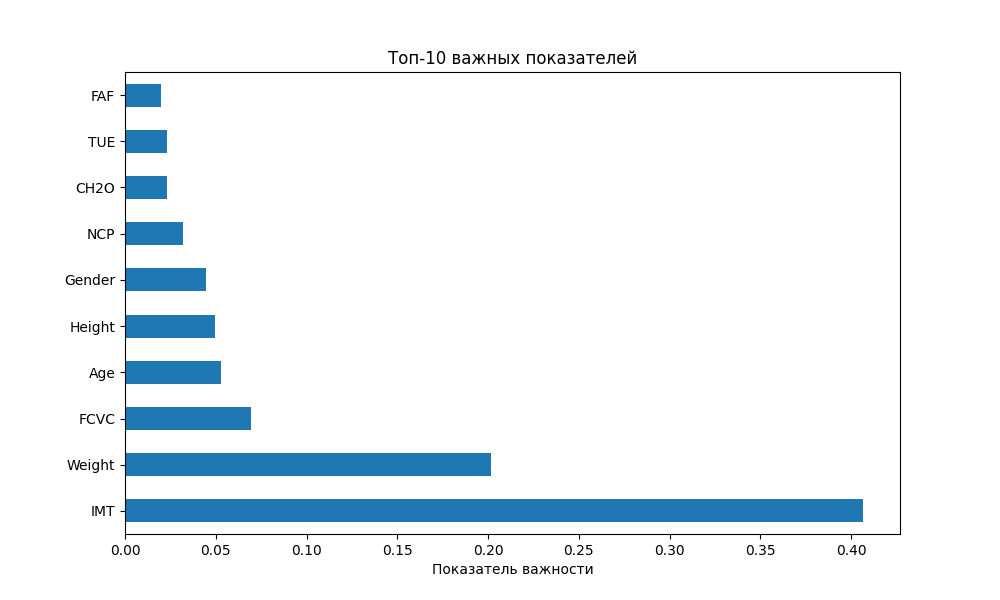 Топ-10 важных показателей
FAF
TUE
CH2O
NCP
Gender
Height
Age
FCVC
Weight
IMT
0.00 0.05 0.10 0.15 0.20 0.25 0.30 0.35 0.40
Показатель важности